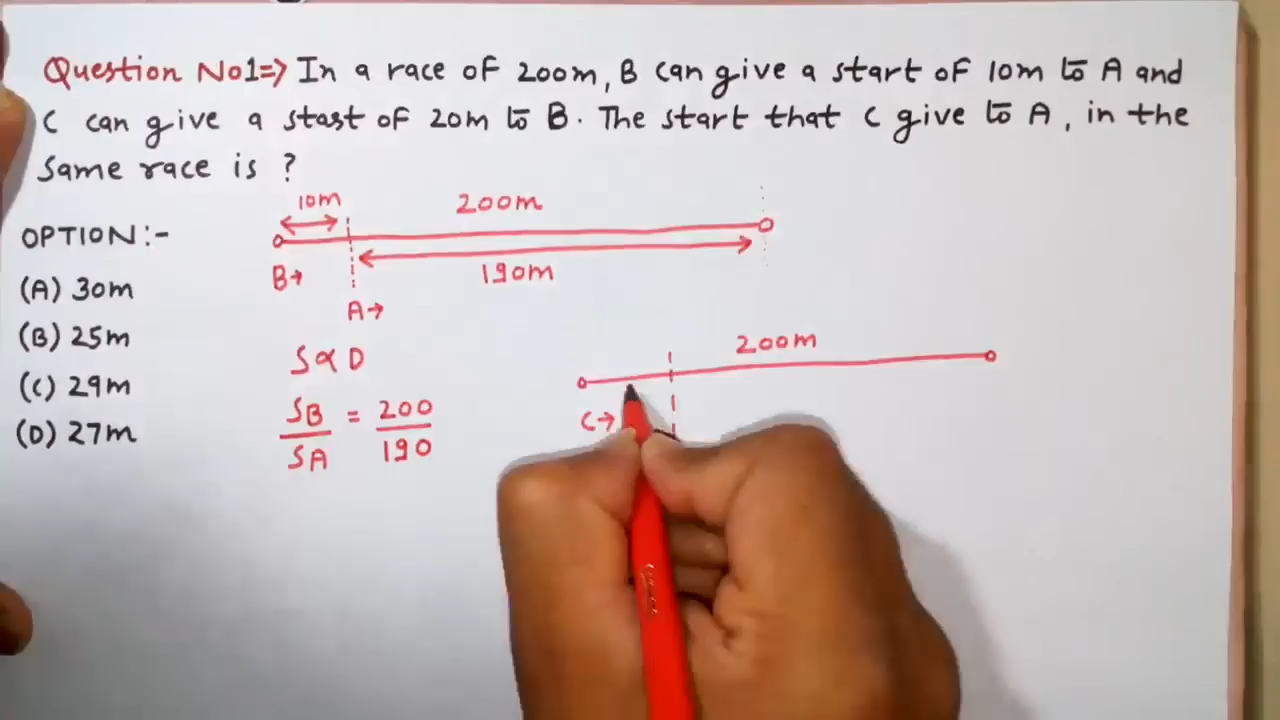 Question No1=> In a race of 200m, B can give a start of 10m to A and
C can give a stast of 20m to B. The start that C give to A, in the
same race is ?
10m 200m
OPTION:-
190m
B→
(A) 30m
A→
(B) 25m
200m
S∝D
(C) 29m
C→
SB/SA = 200/190
(D) 27m